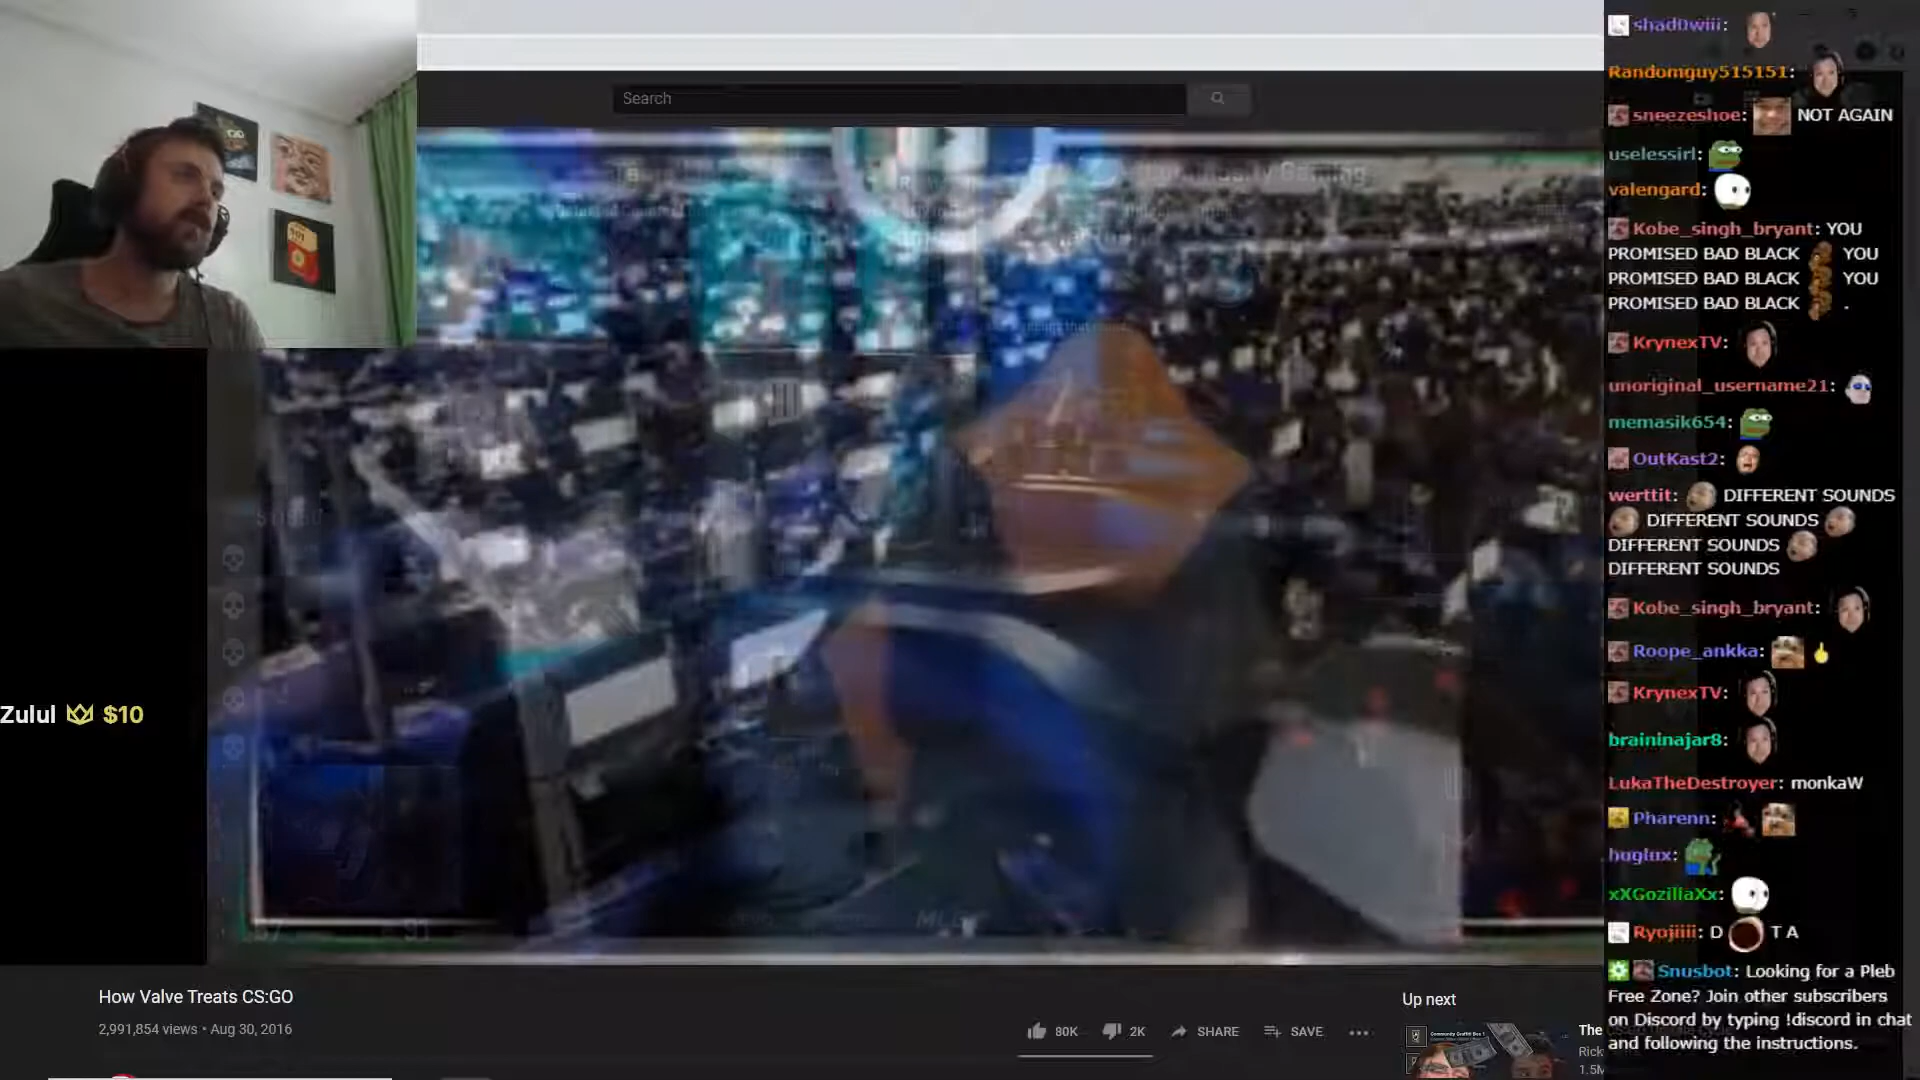 Search
shad0wiii:
Randomguy515151:
sneezeshoe: NOT AGAIN
uselessirl:
valengard:
Kobe_singh_bryant: YOU
PROMISED BAD BLACK YOU
PROMISED BAD BLACK YOU
PROMISED BAD BLACK .
KrynexTV:
unoriginal_username21:
memasik654:
OutKast2:
werttit: DIFFERENT SOUNDS
DIFFERENT SOUNDS
DIFFERENT SOUNDS
DIFFERENT SOUNDS
Kobe_singh_bryant:
Roope_ankka:
KrynexTV:
braininajar8:
LukaTheDestroyer: monkaW
Pharenn:
huglux:
xXGozillaXx:
Ryojiiii: D T A
Snusbot: Looking for a Pleb
Free Zone? Join other subscribers
on Discord by typing !discord in chat
and following the instructions.
Zulul $10
How Valve Treats CS:GO
2,991,854 views • Aug 30, 2016
80K 2K SHARE SAVE
Up next
The
Rick
1.5M